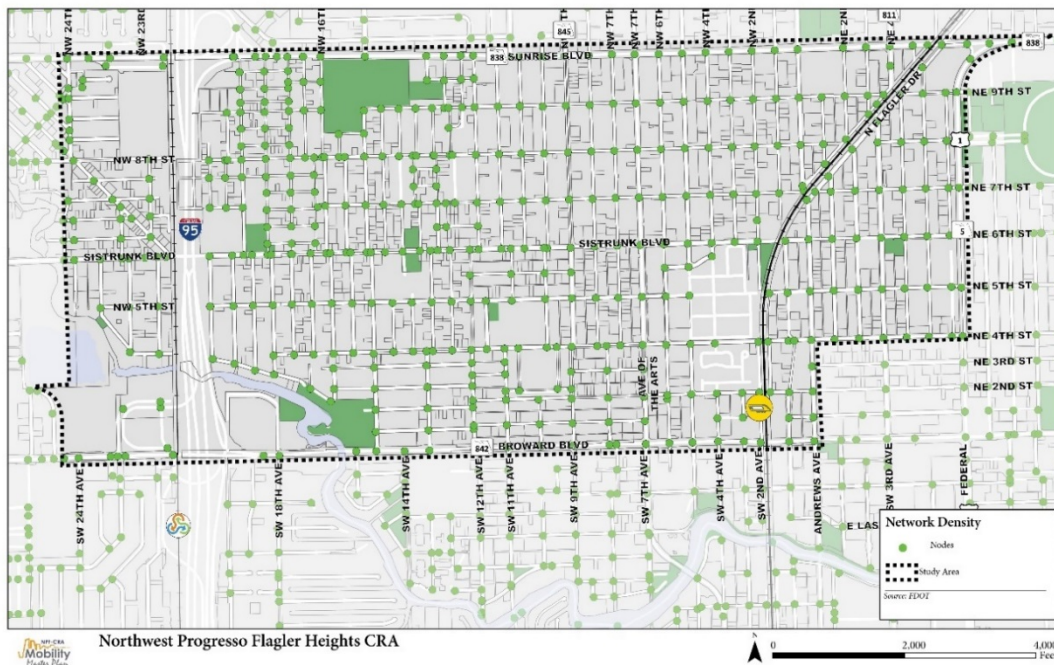 NW 24TH
NW 23RD
NW 16TH
845
NW 7TH
NW 7TH
NW 6TH
NW 4TH
NW 2ND
NE 2N
811
838
SUNRISE BLVD
838
N FLAGLER DR
NE 9TH ST
1
NW 8TH ST
NE 7TH ST
95
5
NE 6TH ST
SISTRUNK BLVD
SISTRUNK BLVD
NE 5TH ST
NW 5TH ST
NE 4TH ST
NE 3RD ST
AVE OF
THE ARTS
NE 2ND ST
842
BROWARD BLVD
SW 24TH AVE
SW 18TH AVE
SW 14TH AVE
SW 12TH AVE
SW 11TH AVE
SW 9TH AVE
SW 7TH AVE
SW 4TH AVE
SW 2ND AVE
ANDREWS AVE
SW 3RD AVE
FEDERAL
E LAS
Network Density
Nodes
Study Area
Source: FDOT
NPF-CRA
Mobility
Master Plan
Northwest Progresso Flagler Heights CRA
N
0 2,000 4,000
Feet